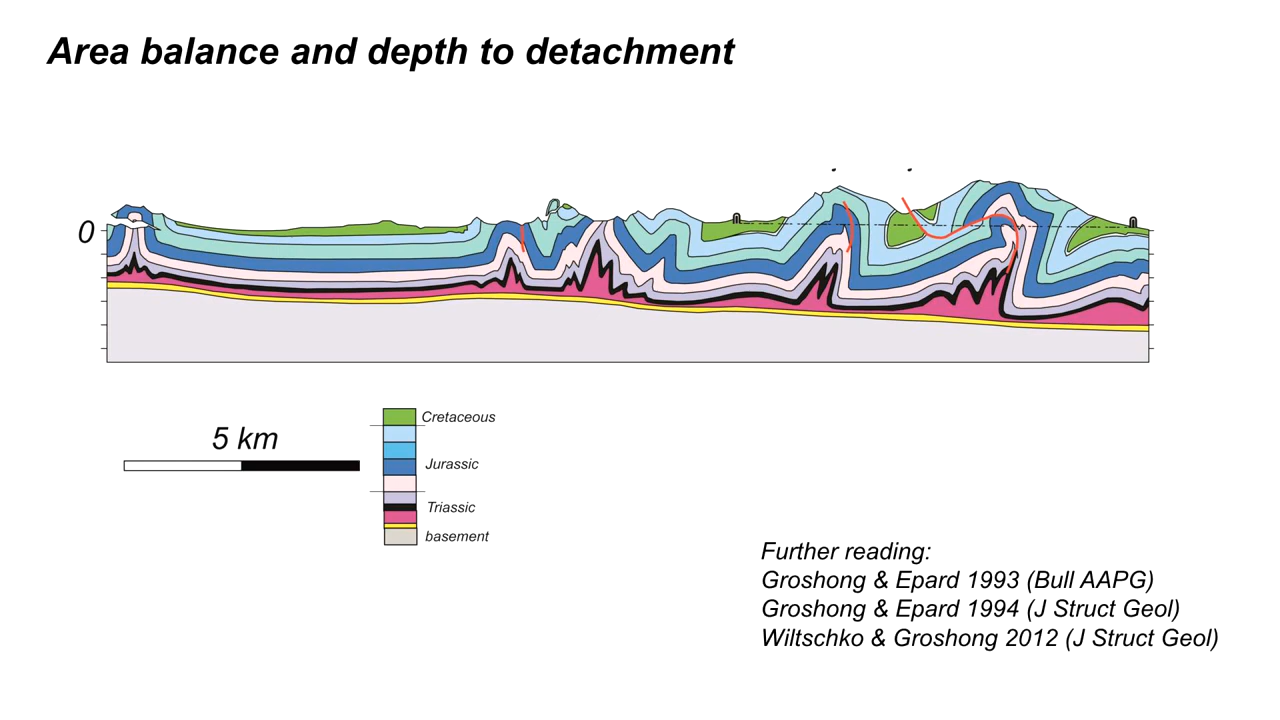 Area balance and depth to detachment
0
5 km
Cretaceous
Jurassic
Triassic
basement
Further reading:
Groshong & Epard 1993 (Bull AAPG)
Groshong & Epard 1994 (J Struct Geol)
Wiltschko & Groshong 2012 (J Struct Geol)